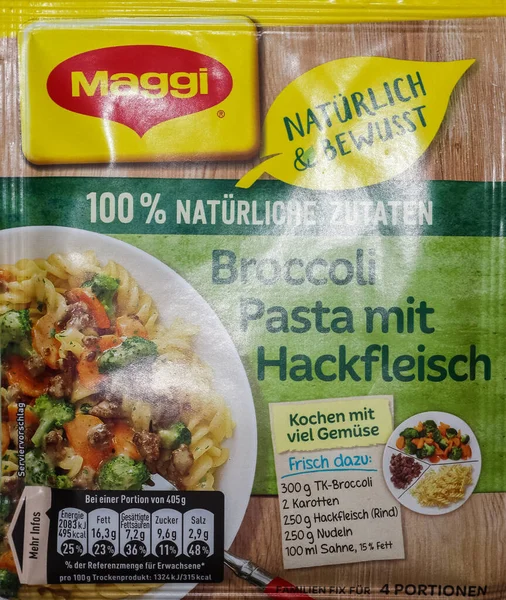 Maggi
®
NATÜRLICH
& BEWUSST
100 % NATÜRLICHE ZUTATEN
Broccoli
Pasta mit
Hackfleisch
Kochen mit
viel Gemüse
Frisch dazu:
300 g TK-Broccoli
2 Karotten
250 g Hackfleisch (Rind)
250 g Nudeln
100 ml Sahne, 15 % Fett
Serviervorschlag
Mehr Infos
Bei einer Portion von 405 g
Energie
2083 kJ
495 kcal
25 %
Fett
16,3 g
23 %
Gesättigte
Fettsäuren
7,2 g
36 %
Zucker
9,6 g
11 %
Salz
2,9 g
48 %
% der Referenzmenge für Erwachsene*
pro 100 g Trockenprodukt: 1324 kJ/315 kcal
FAMILIEN FIX FÜR 4 PORTIONEN